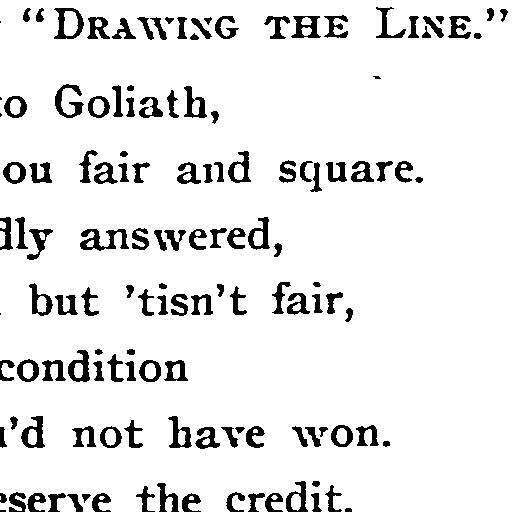 "DRAWING THE LINE."
to Goliath,
ou fair and square.
dly answered,
but 'tisn't fair,
condition
u'd not have won.
eserve the credit.